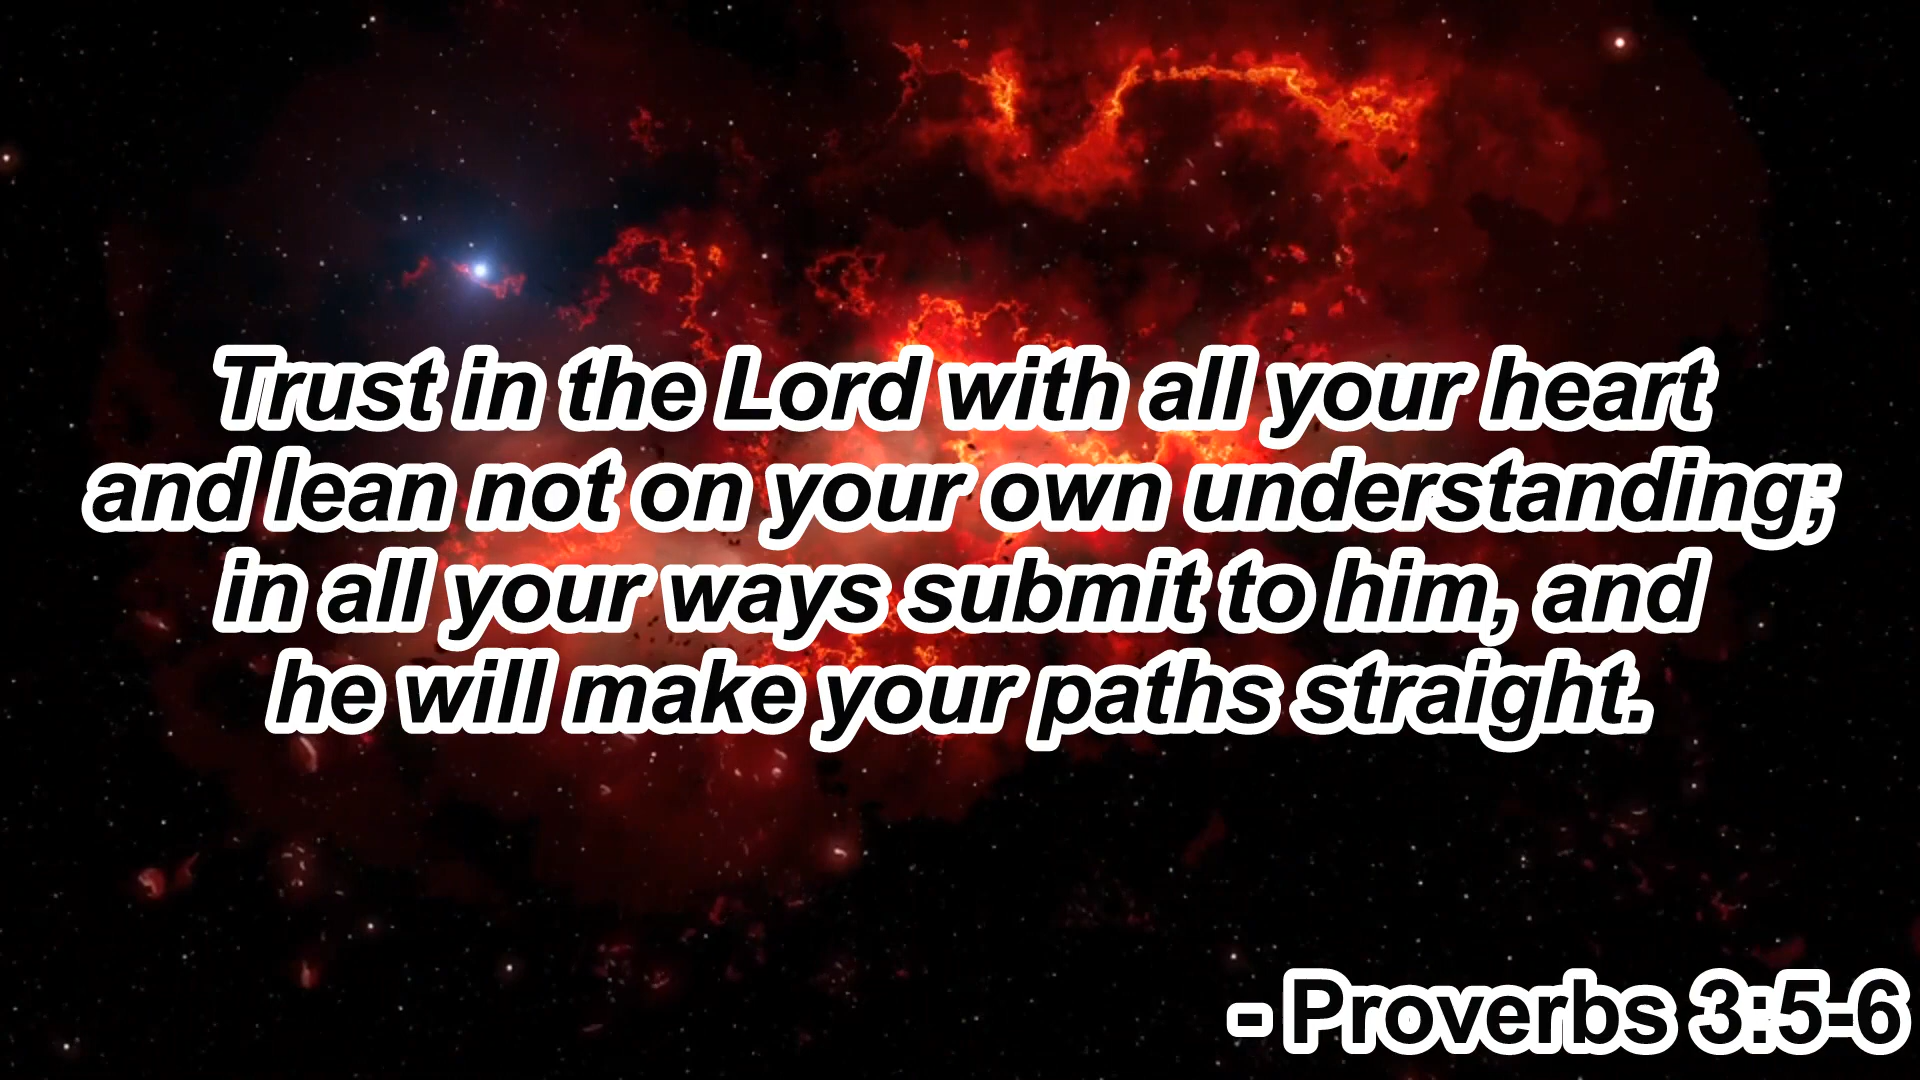 Trust in the Lord with all your heart
and lean not on your own understanding;
in all your ways submit to him, and
he will make your paths straight.
- Proverbs 3:5-6